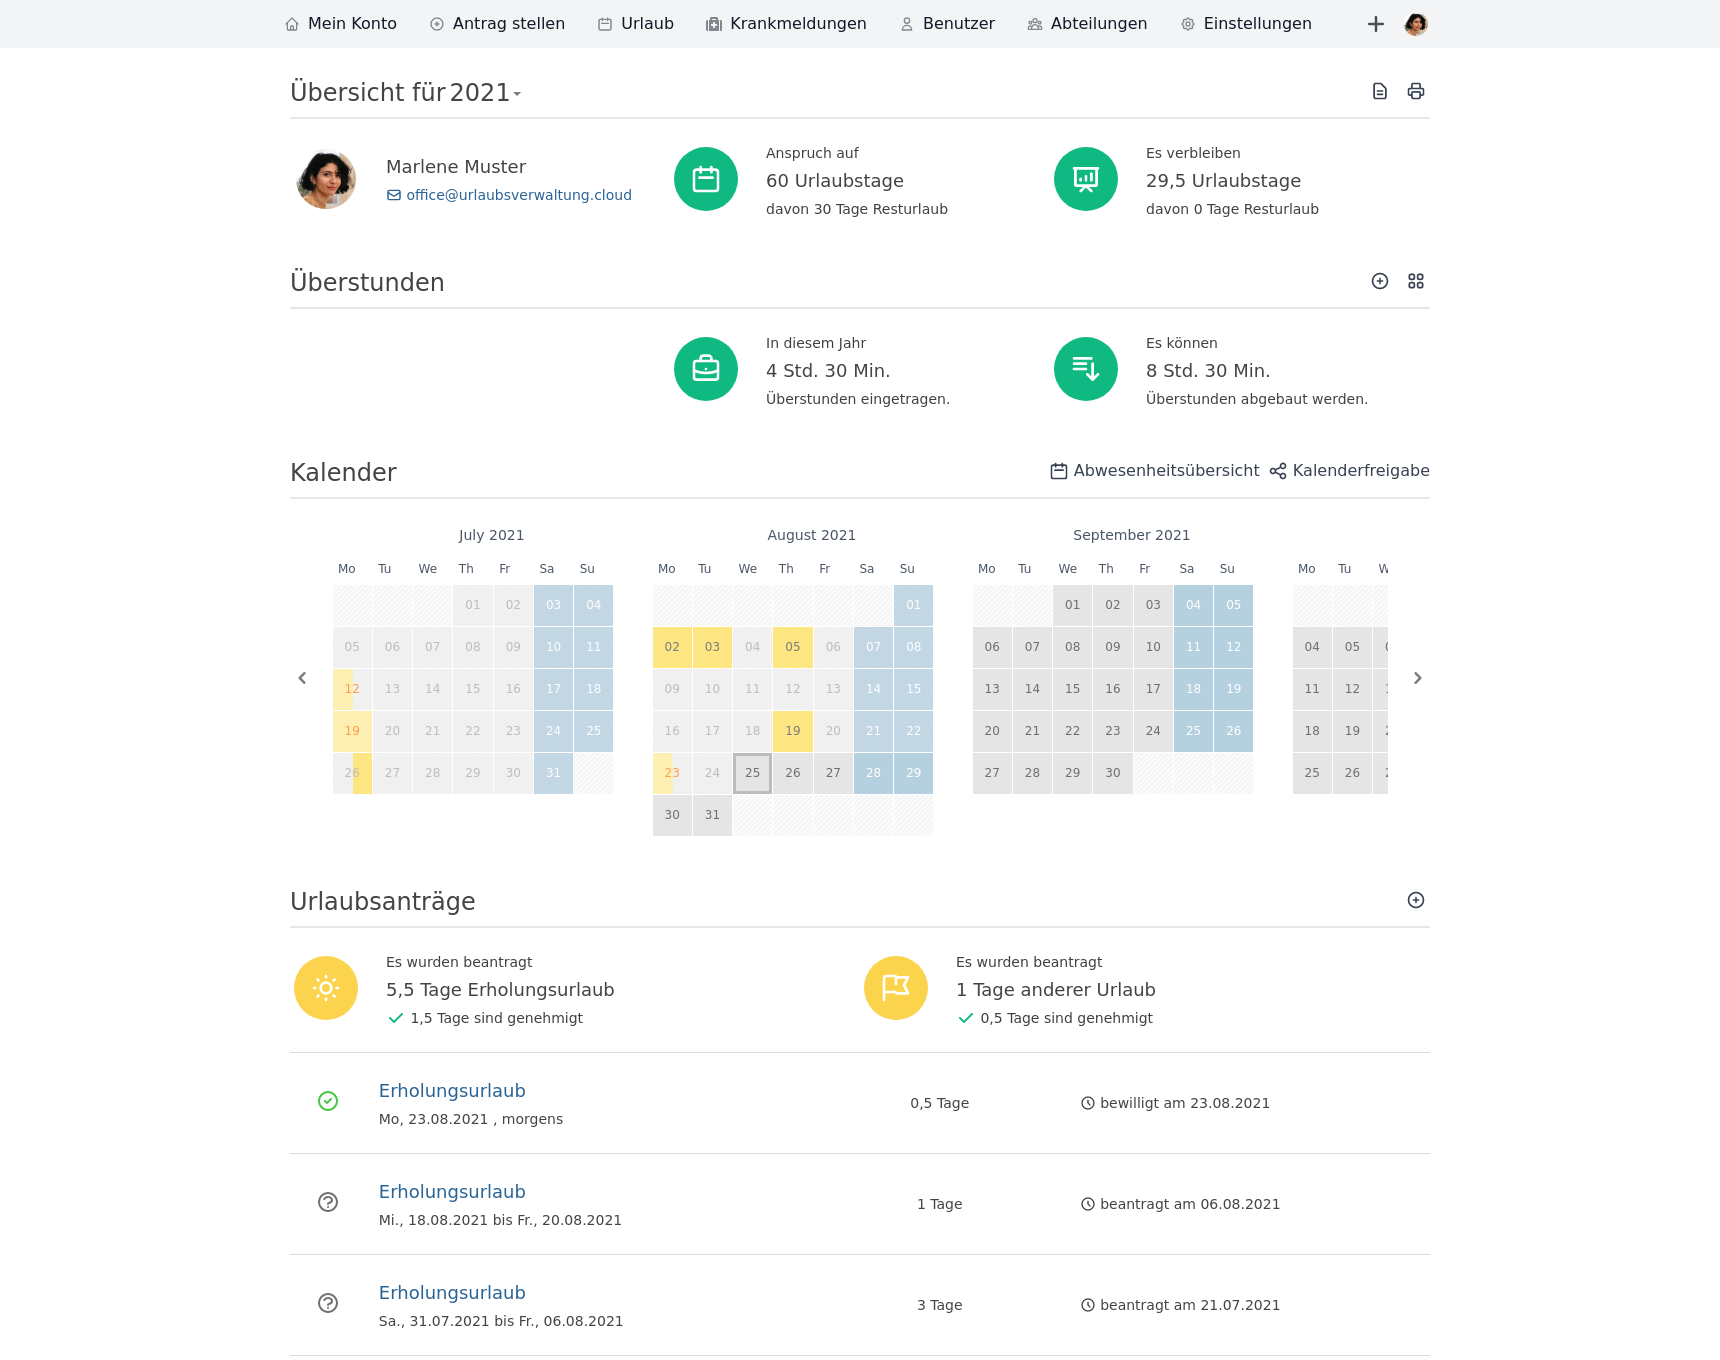 Mein Konto Antrag stellen Urlaub Krankmeldungen Benutzer Abteilungen Einstellungen
Übersicht für 2021
Marlene Muster
office@urlaubsverwaltung.cloud
Anspruch auf
60 Urlaubstage
davon 30 Tage Resturlaub
Es verbleiben
29,5 Urlaubstage
davon 0 Tage Resturlaub
Überstunden
In diesem Jahr
4 Std. 30 Min.
Überstunden eingetragen.
Es können
8 Std. 30 Min.
Überstunden abgebaut werden.
Kalender
Abwesenheitsübersicht Kalenderfreigabe
July 2021
Mo Tu We Th Fr Sa Su
01 02 03 04
05 06 07 08 09 10 11
12 13 14 15 16 17 18
19 20 21 22 23 24 25
26 27 28 29 30 31
August 2021
Mo Tu We Th Fr Sa Su
01
02 03 04 05 06 07 08
09 10 11 12 13 14 15
16 17 18 19 20 21 22
23 24 25 26 27 28 29
30 31
September 2021
Mo Tu We Th Fr Sa Su
01 02 03 04 05
06 07 08 09 10 11 12
13 14 15 16 17 18 19
20 21 22 23 24 25 26
27 28 29 30
Mo Tu
04 05
11 12
18 19
25 26
Urlaubsanträge
Es wurden beantragt
5,5 Tage Erholungsurlaub
1,5 Tage sind genehmigt
Es wurden beantragt
1 Tage anderer Urlaub
0,5 Tage sind genehmigt
Erholungsurlaub
Mo, 23.08.2021 , morgens
0,5 Tage
bewilligt am 23.08.2021
Erholungsurlaub
Mi., 18.08.2021 bis Fr., 20.08.2021
1 Tage
beantragt am 06.08.2021
Erholungsurlaub
Sa., 31.07.2021 bis Fr., 06.08.2021
3 Tage
beantragt am 21.07.2021